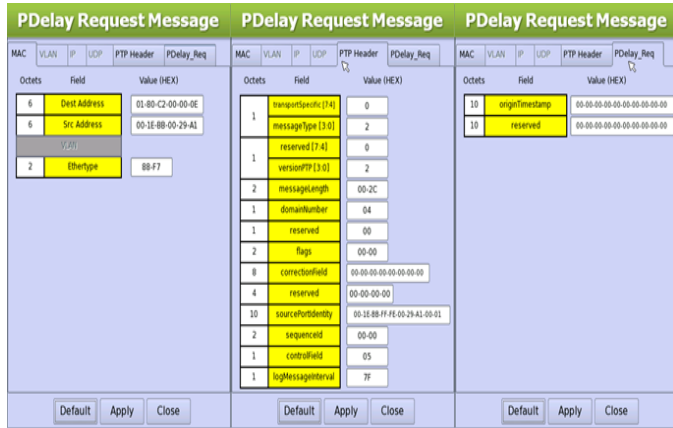 PDelay Request Message
MAC VLAN IP UDP PTP Header PDelay_Req
Octets Field Value (HEX)
6 Dest Address 01-80-C2-00-00-0E
6 Src Address 00-1E-8B-00-29-A1
VLAN
2 Ethertype 88-F7
Default Apply Close
PDelay Request Message
MAC VLAN IP UDP PTP Header PDelay_Req
Octets Field Value (HEX)
1 transportSpecific [7:4] 0
messageType [3:0] 2
1 reserved [7:4] 0
versionPTP [3:0] 2
2 messageLength 00-2C
1 domainNumber 04
1 reserved 00
2 flags 00-00
8 correctionField 00-00-00-00-00-00-00-00
4 reserved 00-00-00-00
10 sourcePortIdentity 00-1E-8B-FF-FE-00-29-A1-00-01
2 sequenceId 00-00
1 controlField 05
1 logMessageInterval 7F
Default Apply Close
PDelay Request Message
MAC VLAN IP UDP PTP Header PDelay_Req
Octets Field Value (HEX)
10 originTimestamp 00-00-00-00-00-00-00-00-00-00
10 reserved 00-00-00-00-00-00-00-00-00-00
Default Apply Close